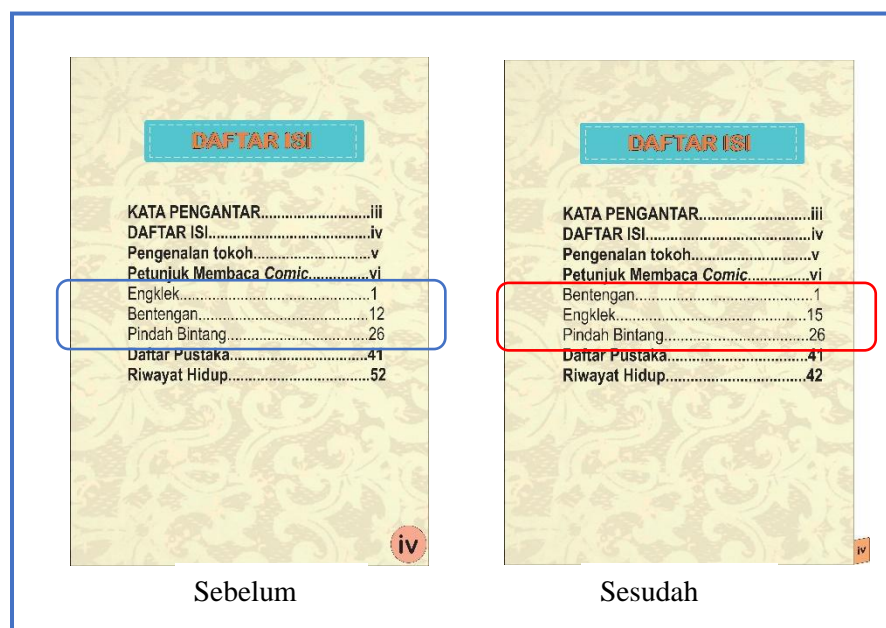 DAFTAR ISI
KATA PENGANTAR..........................iii
DAFTAR ISI.......................................iv
Pengenalan tokoh............................v
Petunjuk Membaca Comic..............vi
Engklek..............................................1
Bentengan.........................................12
Pindah Bintang..................................26
Daftar Pustaka..................................41
Riwayat Hidup..................................52
iv
Sebelum
DAFTAR ISI
KATA PENGANTAR..........................iii
DAFTAR ISI.......................................iv
Pengenalan tokoh...................................v
Petunjuk Membaca Comic...............vi
Bentengan..........................................1
Engklek..............................................15
Pindah Bintang...................................26
Daftar Pustaka..................................41
Riwayat Hidup..................................42
iv
Sesudah